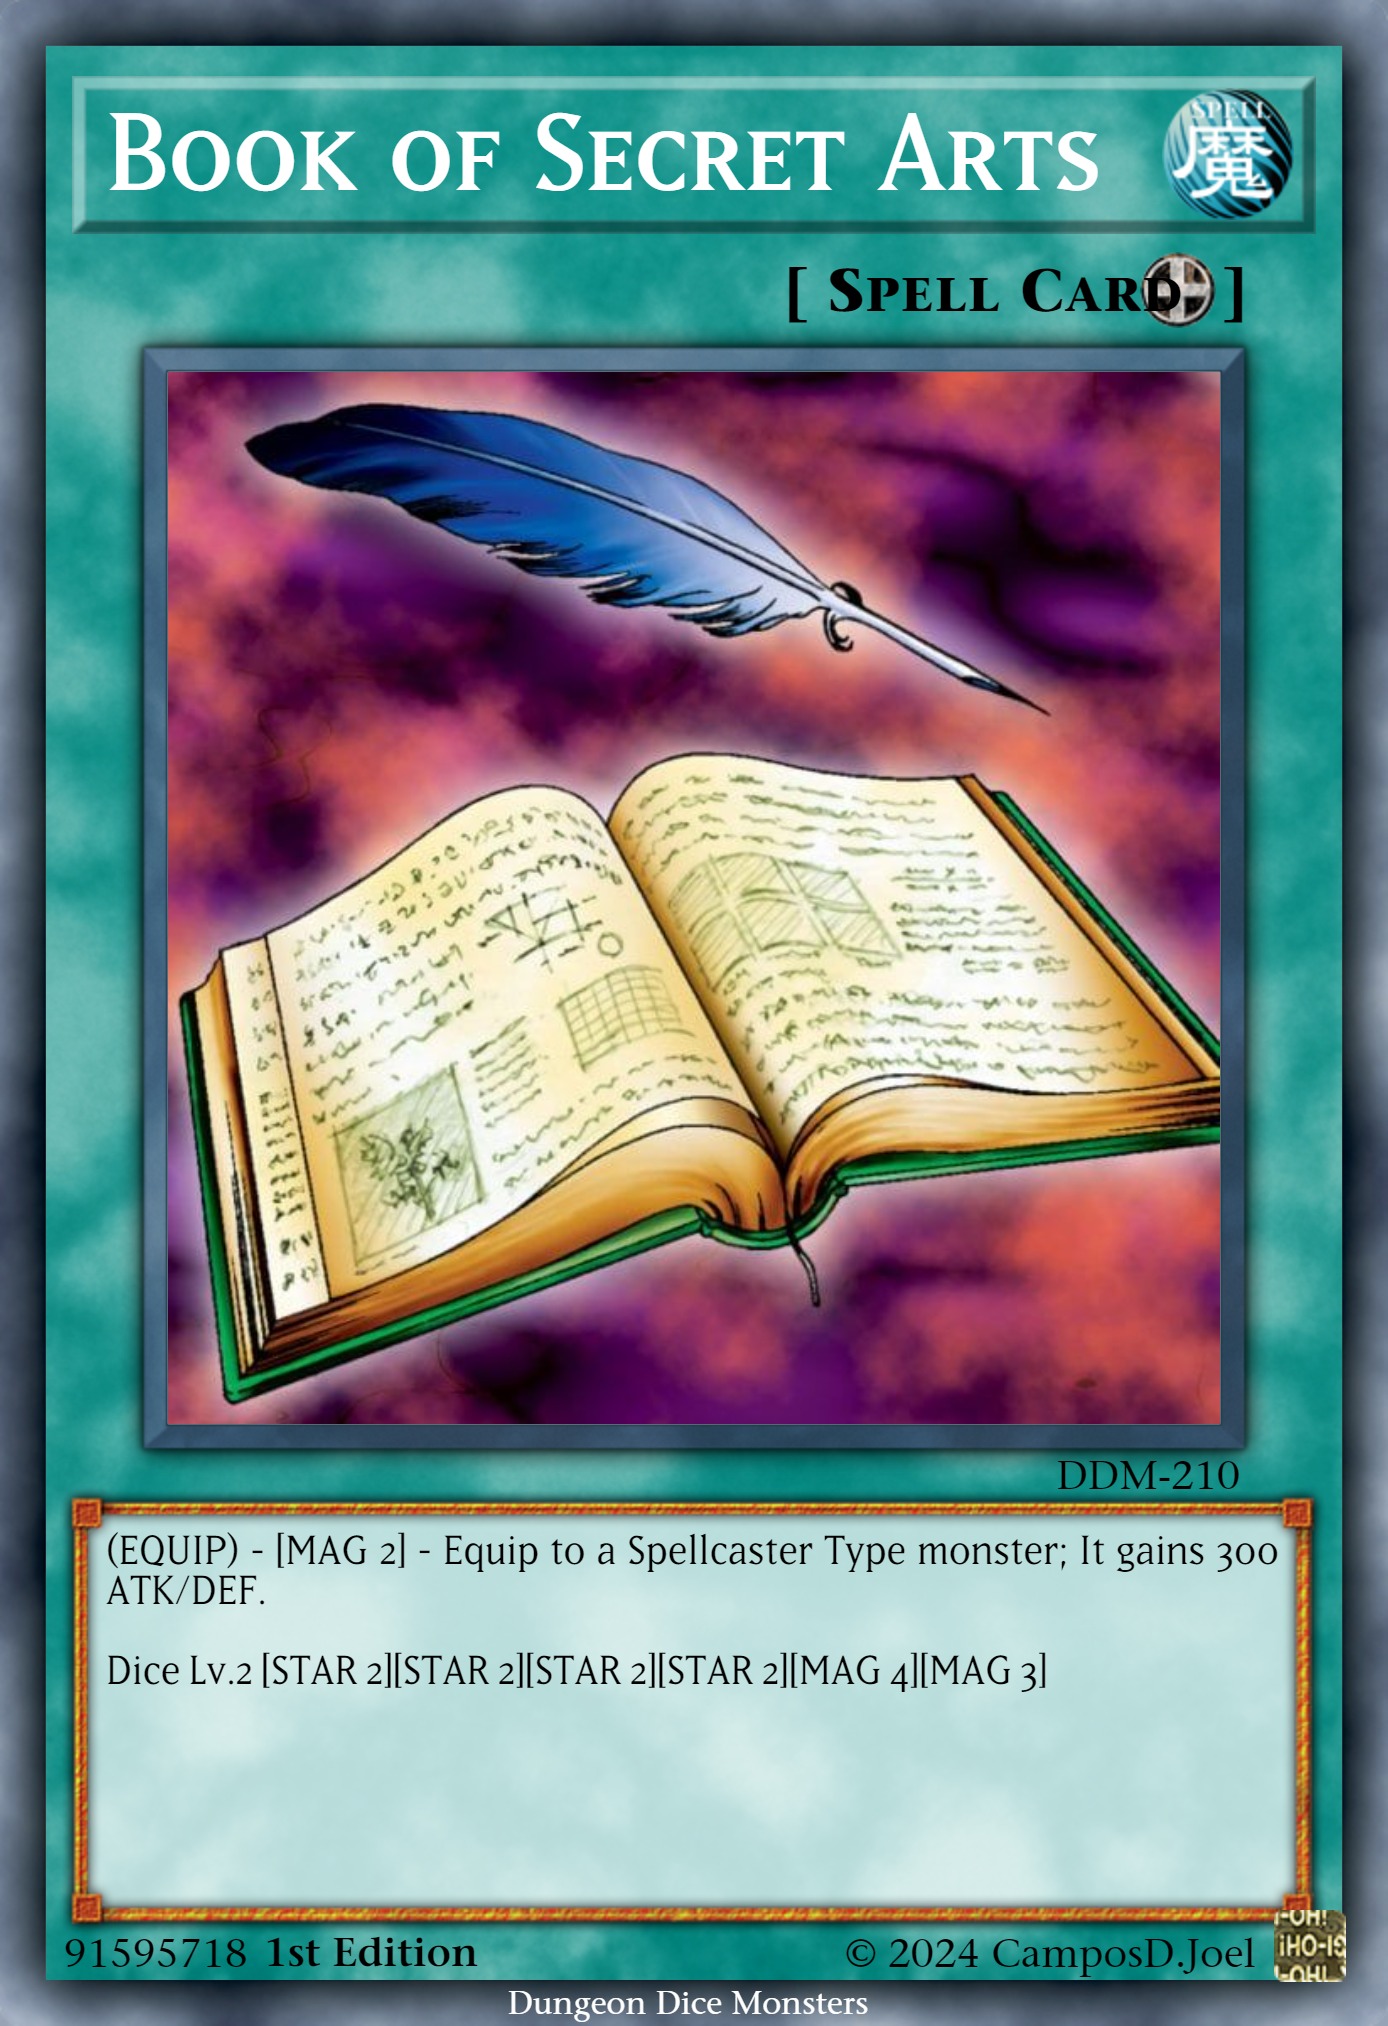 Book of Secret Arts
SPELL
魔
[ Spell Card ]
DDM-210
(EQUIP) - [MAG 2] - Equip to a Spellcaster Type monster; It gains 300
ATK/DEF.
Dice Lv.2 [STAR 2][STAR 2][STAR 2][STAR 2][MAG 4][MAG 3]
91595718 1st Edition
© 2024 CamposD.Joel
Dungeon Dice Monsters